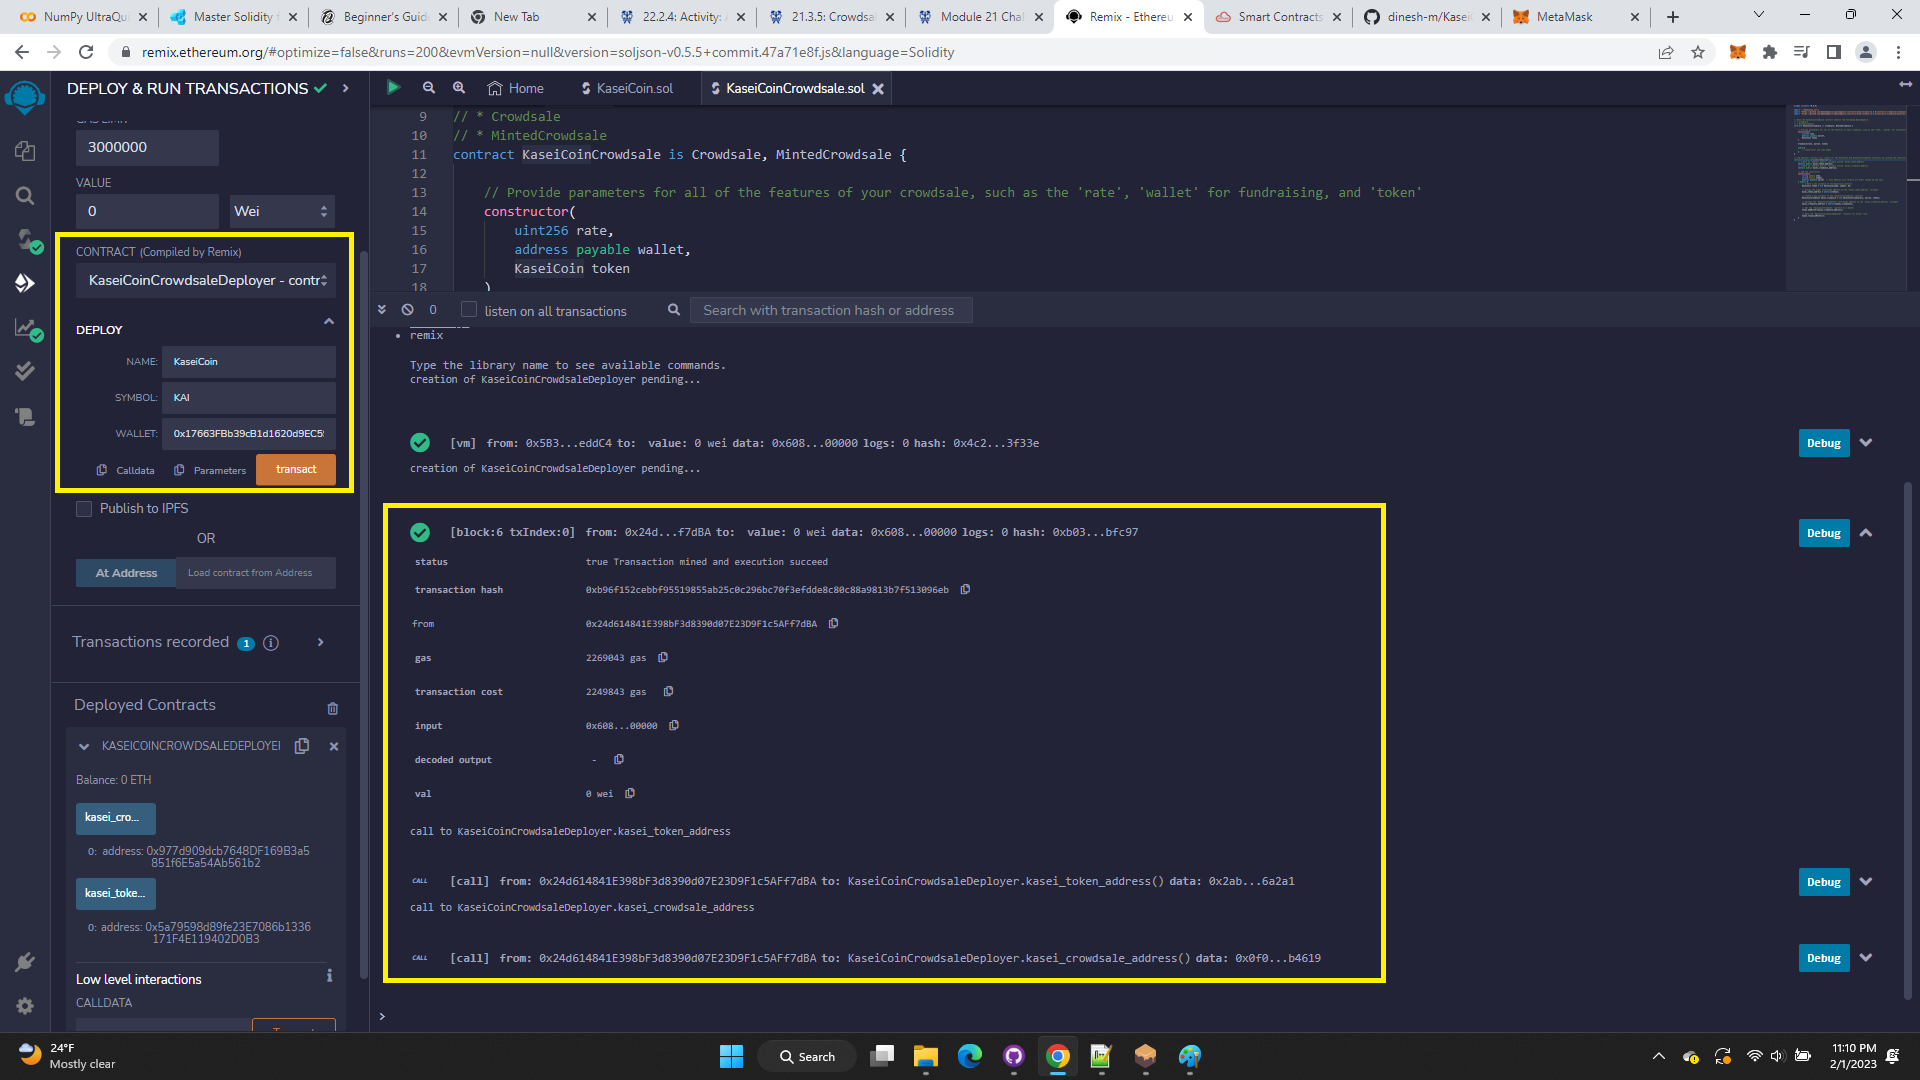 NumPy UltraQu
Master Solidity f
Beginner's Guid
New Tab
22.2.4: Activity: A
21.3.5: Crowdsa
Module 21 Chal
Remix - Ethereu
Smart Contracts
dinesh-m/Kasei
MetaMask
remix.ethereum.org/#optimize=false&runs=200&evmVersion=null&version=soljson-v0.5.5+commit.47a71e8f.js&language=Solidity
DEPLOY & RUN TRANSACTIONS
Home
KaseiCoin.sol
KaseiCoinCrowdsale.sol
GAS LIMIT
3000000
VALUE
0
Wei
CONTRACT (Compiled by Remix)
KaseiCoinCrowdsaleDeployer - contr
DEPLOY
NAME:
KaseiCoin
SYMBOL:
KAI
WALLET:
0x17663FBb39cB1d1620d9EC5
Calldata
Parameters
transact
Publish to IPFS
OR
At Address
Load contract from Address
Transactions recorded 1 i
Deployed Contracts
KASEICOINCROWDSALEDEPLOYE
Balance: 0 ETH
kasei_cro...
0: address: 0x977d909dcb7648DF169B3a5
851f6E5a54Ab561b2
kasei_toke...
0: address: 0x5a79598d89fe23E7086b1336
171F4E119402D0B3
Low level interactions
i
CALLDATA
9 // * Crowdsale
10 // * MintedCrowdsale
11 contract KaseiCoinCrowdsale is Crowdsale, MintedCrowdsale {
12
13 // Provide parameters for all of the features of your crowdsale, such as the 'rate', 'wallet' for fundraising, and 'token'
14 constructor(
15 uint256 rate,
16 address payable wallet,
17 KaseiCoin token
18 )
0
listen on all transactions
Search with transaction hash or address
• remix
Type the library name to see available commands.
creation of KaseiCoinCrowdsaleDeployer pending...
[vm] from: 0x5B3...eddC4 to: value: 0 wei data: 0x608...00000 logs: 0 hash: 0x4c2...3f33e
Debug
creation of KaseiCoinCrowdsaleDeployer pending...
[block:6 txIndex:0] from: 0x24d...f7dBA to: value: 0 wei data: 0x608...00000 logs: 0 hash: 0xb03...bfc97
Debug
status true Transaction mined and execution succeed
transaction hash 0xb96f152cebbf95519855ab25c0c296bc70f3efdde8c80c88a9813b7f513096eb
from 0x24d614841E398bF3d8390d07E23D9F1c5AFf7dBA
gas 2269043 gas
transaction cost 2249843 gas
input 0x608...00000
decoded output -
val 0 wei
call to KaseiCoinCrowdsaleDeployer.kasei_token_address
CALL [call] from: 0x24d614841E398bF3d8390d07E23D9F1c5AFf7dBA to: KaseiCoinCrowdsaleDeployer.kasei_token_address() data: 0x2ab...6a2a1
Debug
call to KaseiCoinCrowdsaleDeployer.kasei_crowdsale_address
CALL [call] from: 0x24d614841E398bF3d8390d07E23D9F1c5AFf7dBA to: KaseiCoinCrowdsaleDeployer.kasei_crowdsale_address() data: 0x0f0...b4619
Debug
>
24°F
Mostly clear
Search
11:10 PM
2/1/2023